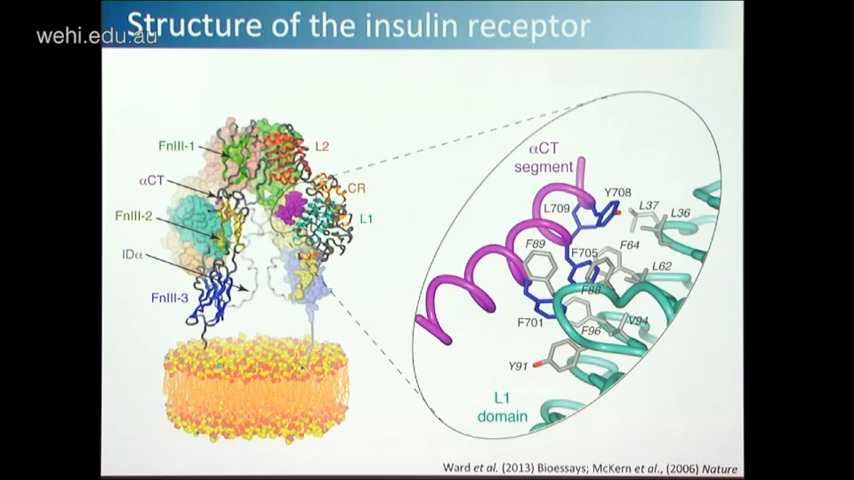 Structure of the insulin receptor
wehi.edu.au
FnIII-1
L2
αCT
CR
FnIII-2
L1
IDα
FnIII-3
αCT
segment
Y708
L709
L37
L36
F89
F705
F64
L62
F88
F701
V94
F96
Y91
L1
domain
Ward et al. (2013) Bioessays; McKern et al., (2006) Nature